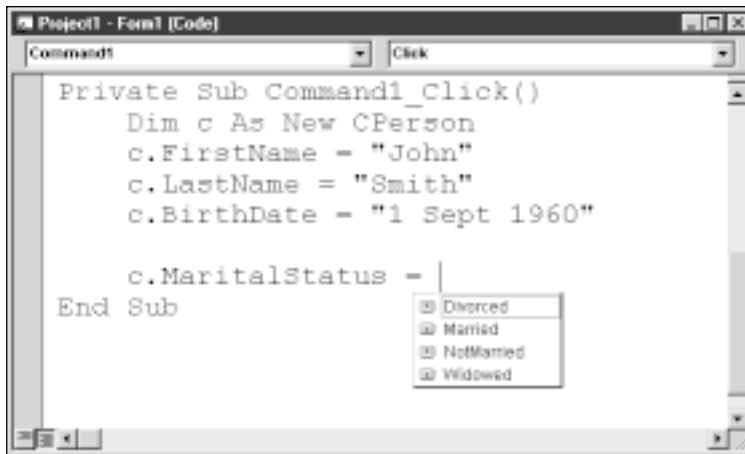 Project1 - Form1 (Code)
Command1 Click
Private Sub Command1_Click()
Dim c As New CPerson
c.FirstName = "John"
c.LastName = "Smith"
c.BirthDate = "1 Sept 1960"
c.MaritalStatus =
End Sub
Divorced
Married
NotMarried
Widowed